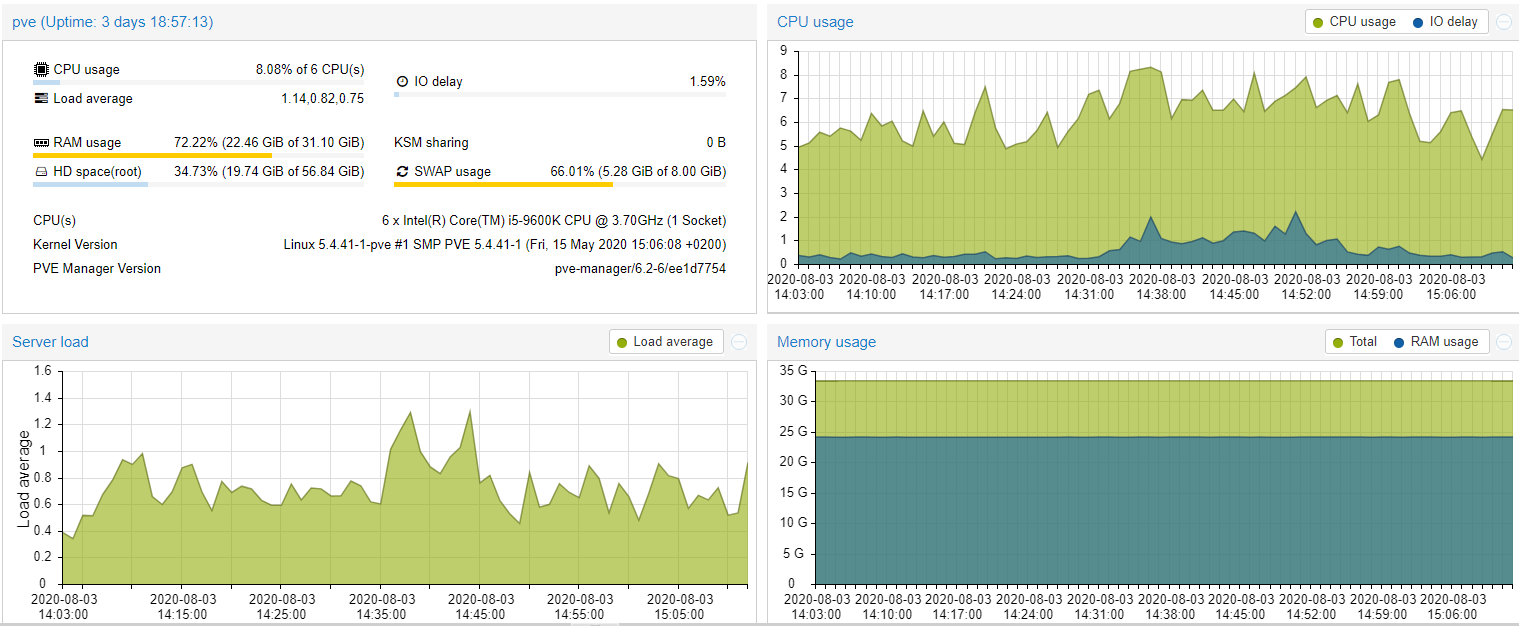 pve (Uptime: 3 days 18:57:13)
CPU usage 8.08% of 6 CPU(s)
IO delay 1.59%
Load average 1.14,0.82,0.75
RAM usage 72.22% (22.46 GiB of 31.10 GiB)
KSM sharing 0 B
HD space(root) 34.73% (19.74 GiB of 56.84 GiB)
SWAP usage 66.01% (5.28 GiB of 8.00 GiB)
CPU(s) 6 x Intel(R) Core(TM) i5-9600K CPU @ 3.70GHz (1 Socket)
Kernel Version Linux 5.4.41-1-pve #1 SMP PVE 5.4.41-1 (Fri, 15 May 2020 15:06:08 +0200)
PVE Manager Version pve-manager/6.2-6/ee1d7754
CPU usage
CPU usage IO delay
9
8
7
6
5
4
3
2
1
0
2020-08-03 2020-08-03 2020-08-03 2020-08-03 2020-08-03 2020-08-03 2020-08-03 2020-08-03 2020-08-03 2020-08-03
14:03:00 14:10:00 14:17:00 14:24:00 14:31:00 14:38:00 14:45:00 14:52:00 14:59:00 15:06:00
Server load
Load average
1.6
1.4
1.2
1
0.8
0.6
0.4
0.2
0
Load average
2020-08-03 2020-08-03 2020-08-03 2020-08-03 2020-08-03 2020-08-03 2020-08-03
14:03:00 14:15:00 14:25:00 14:35:00 14:45:00 14:55:00 15:05:00
Memory usage
Total RAM usage
35 G
30 G
25 G
20 G
15 G
10 G
5 G
0
2020-08-03 2020-08-03 2020-08-03 2020-08-03 2020-08-03 2020-08-03 2020-08-03 2020-08-03 2020-08-03 2020-08-03
14:03:00 14:10:00 14:17:00 14:24:00 14:31:00 14:38:00 14:45:00 14:52:00 14:59:00 15:06:00